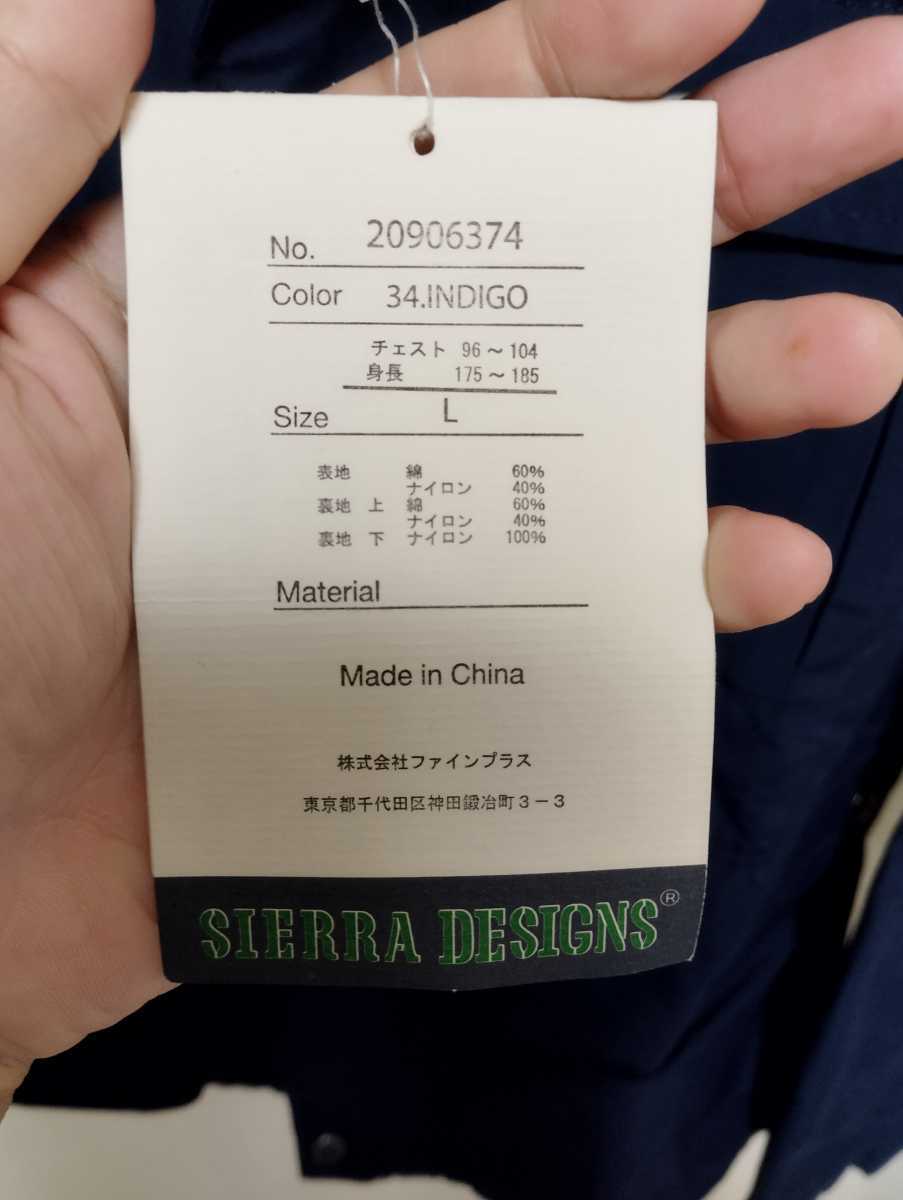 No. 20906374
Color 34.INDIGO
チェスト 96～104
身長 175～185
Size L
表地 綿 60%
ナイロン 40%
裏地 上 綿 60%
ナイロン 40%
裏地 下 ナイロン 100%
Material
Made in China
株式会社ファインプラス
東京都千代田区神田鍛冶町３－３
SIERRA DESIGNS®